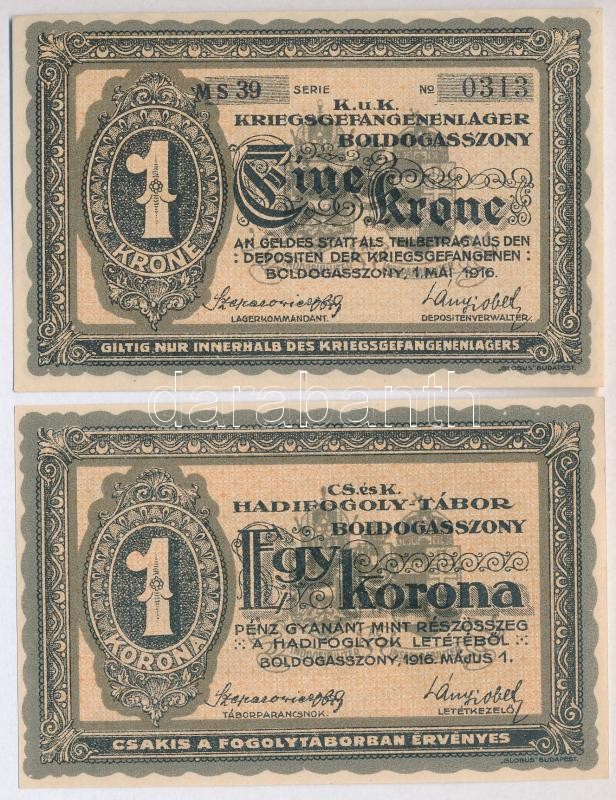 MS 39 SERIE No 0313
K.u.K.
KRIEGSGEFANGENENLAGER
BOLDOGASSZONY
1
KRONE
Eine Krone
AN GELDES STATT ALS TEILBETRAG AUS DEN
: DEPOSITEN DER KRIEGSGEFANGENEN :
BOLDOGASSZONY, 1. MAI 1916.
LAGERKOMMANDANT. DEPOSITENVERWALTER.
GILTIG NUR INNERHALB DES KRIEGSGEFANGENENLAGERS
„GLOBUS" BUDAPEST.
darabanth
CS. és K.
HADIFOGOLY-TÁBOR
BOLDOGASSZONY
1
KORONA
Egy korona
PÉNZ GYANÁNT MINT RÉSZÖSSZEG
A HADIFOGLYOK LETÉTÉBŐL
BOLDOGASSZONY, 1916. MÁJUS 1.
TÁBORPARANCSNOK. LETÉTKEZELŐ.
CSAKIS A FOGOLYTÁBORBAN ÉRVÉNYES
„GLOBUS" BUDAPEST.